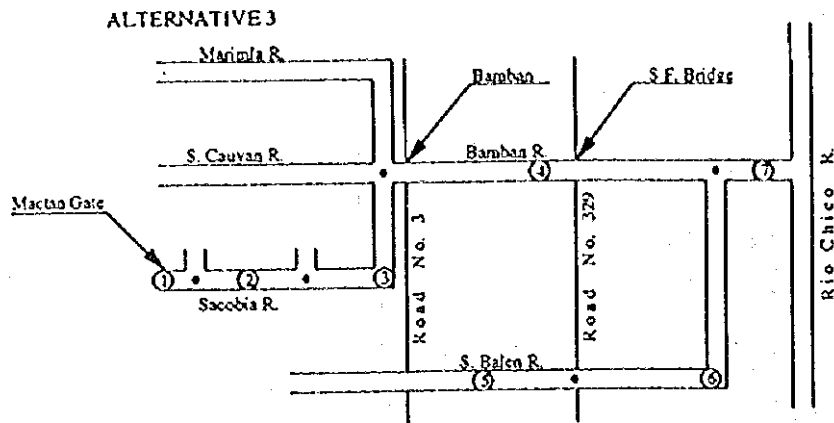 ALTERNATIVE 3
Marimla R.
Bamban
S F. Bridge
S. Cauvan R.
Bamban R.
4
7
Mactan Gate
1
2
3
Sacobia R.
Road No. 3
Road No. 329
Rio Chico R.
S. Balen R.
5
6